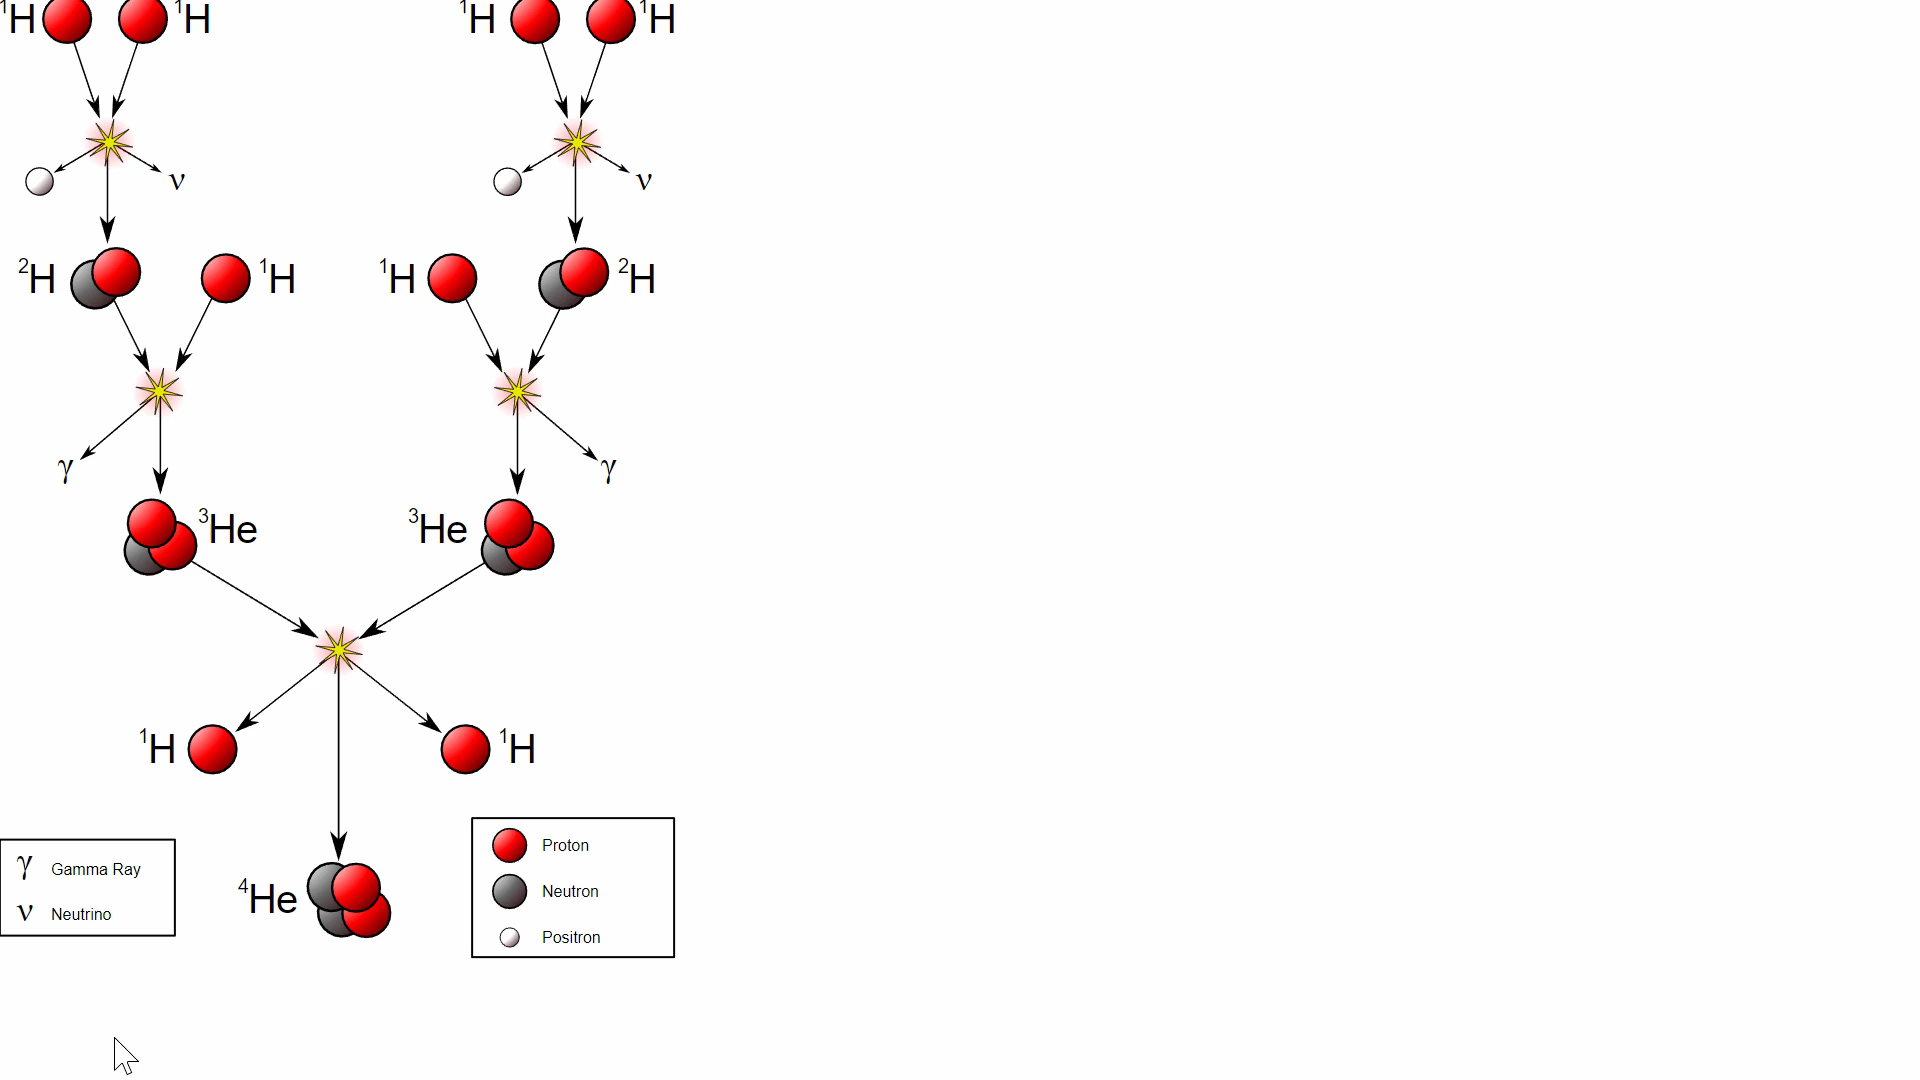 ¹H ¹H ¹H ¹H
ν ν
²H ¹H ¹H ²H
γ γ
³He ³He
¹H ¹H
⁴He
γ Gamma Ray
ν Neutrino
Proton
Neutron
Positron